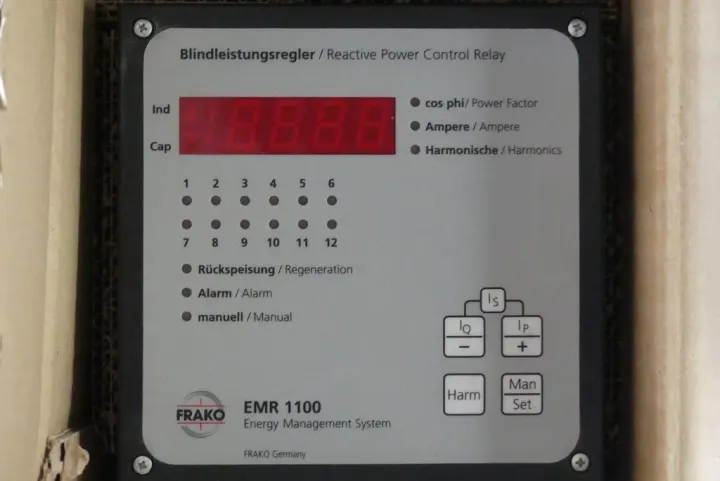 Blindleistungsregler / Reactive Power Control Relay
Ind
Cap
cos phi/ Power Factor
Ampere / Ampere
Harmonische / Harmonics
1 2 3 4 5 6
7 8 9 10 11 12
Rückspeisung / Regeneration
Alarm / Alarm
manuell / Manual
IS
IQ IP
− +
Harm Man
Set
FRAKO
EMR 1100
Energy Management System
FRAKO Germany